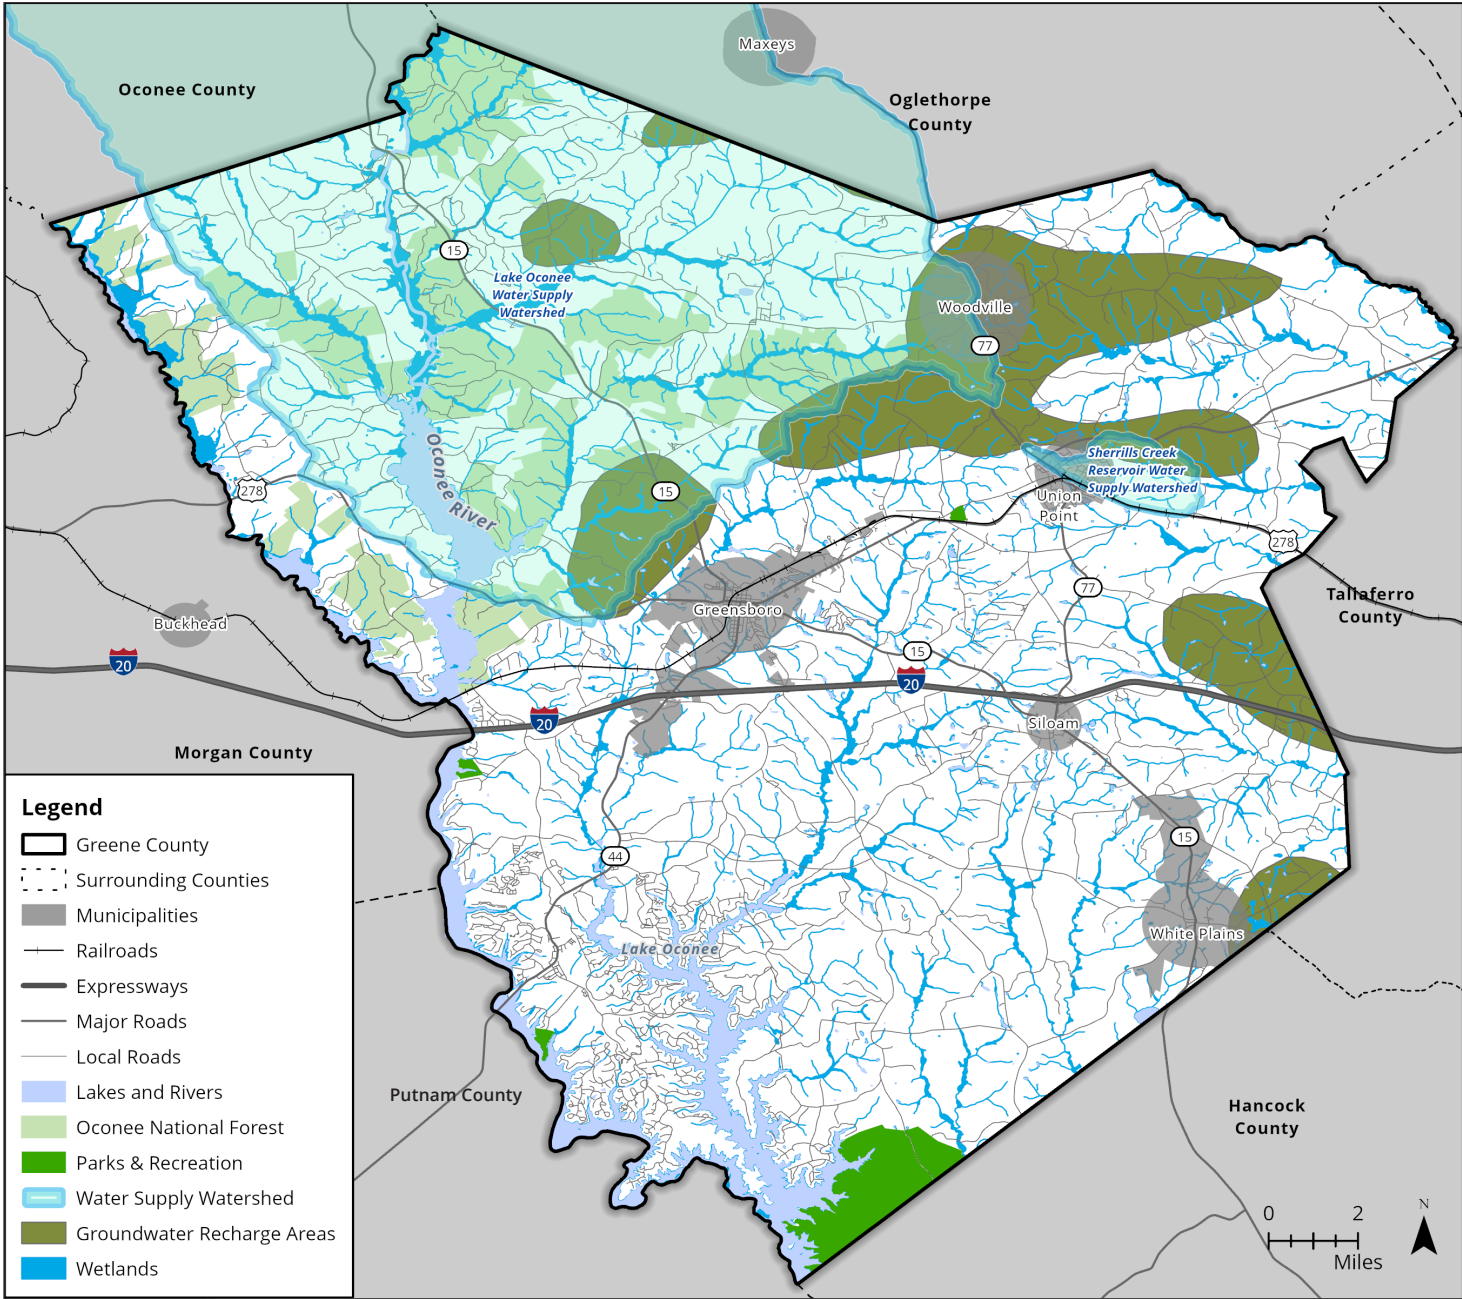 Maxeys
Oconee County
Oglethorpe
County
15
Lake Oconee
Water Supply
Watershed
Woodville
77
Oconee River
Sherrills Creek
Reservoir Water
Supply Watershed
278
15
Union
Point
278
77
Taliaferro
County
Greensboro
Buckhead
15
20
20
20
Siloam
Morgan County
15
44
White Plains
Lake Oconee
Putnam County
Hancock
County
Legend
Greene County
Surrounding Counties
Municipalities
Railroads
Expressways
Major Roads
Local Roads
Lakes and Rivers
Oconee National Forest
Parks & Recreation
Water Supply Watershed
Groundwater Recharge Areas
Wetlands
N
0 2
Miles